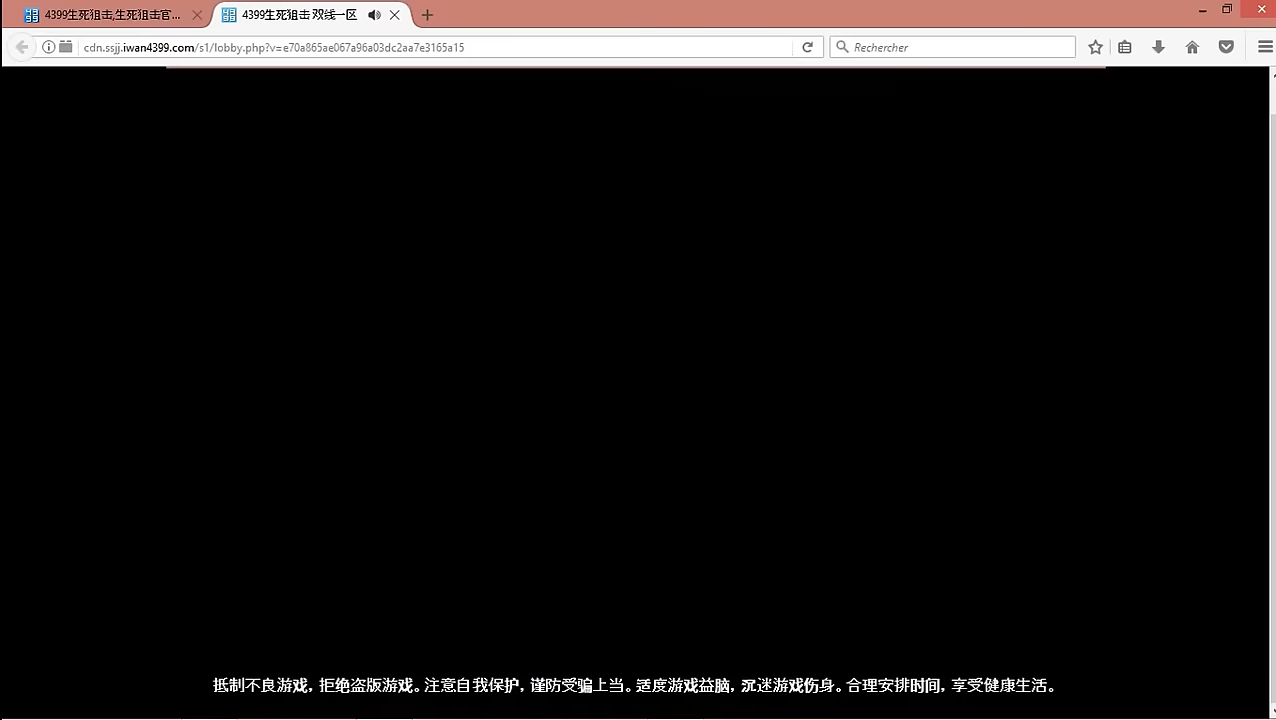 4399生死狙击,生死狙击官...
4399生死狙击 双线一区
cdn.ssjj.iwan4399.com/s1/lobby.php?v=e70a865ae067a96a03dc2aa7e3165a15
Rechercher
抵制不良游戏, 拒绝盗版游戏。注意自我保护, 谨防受骗上当。适度游戏益脑, 沉迷游戏伤身。合理安排时间, 享受健康生活。